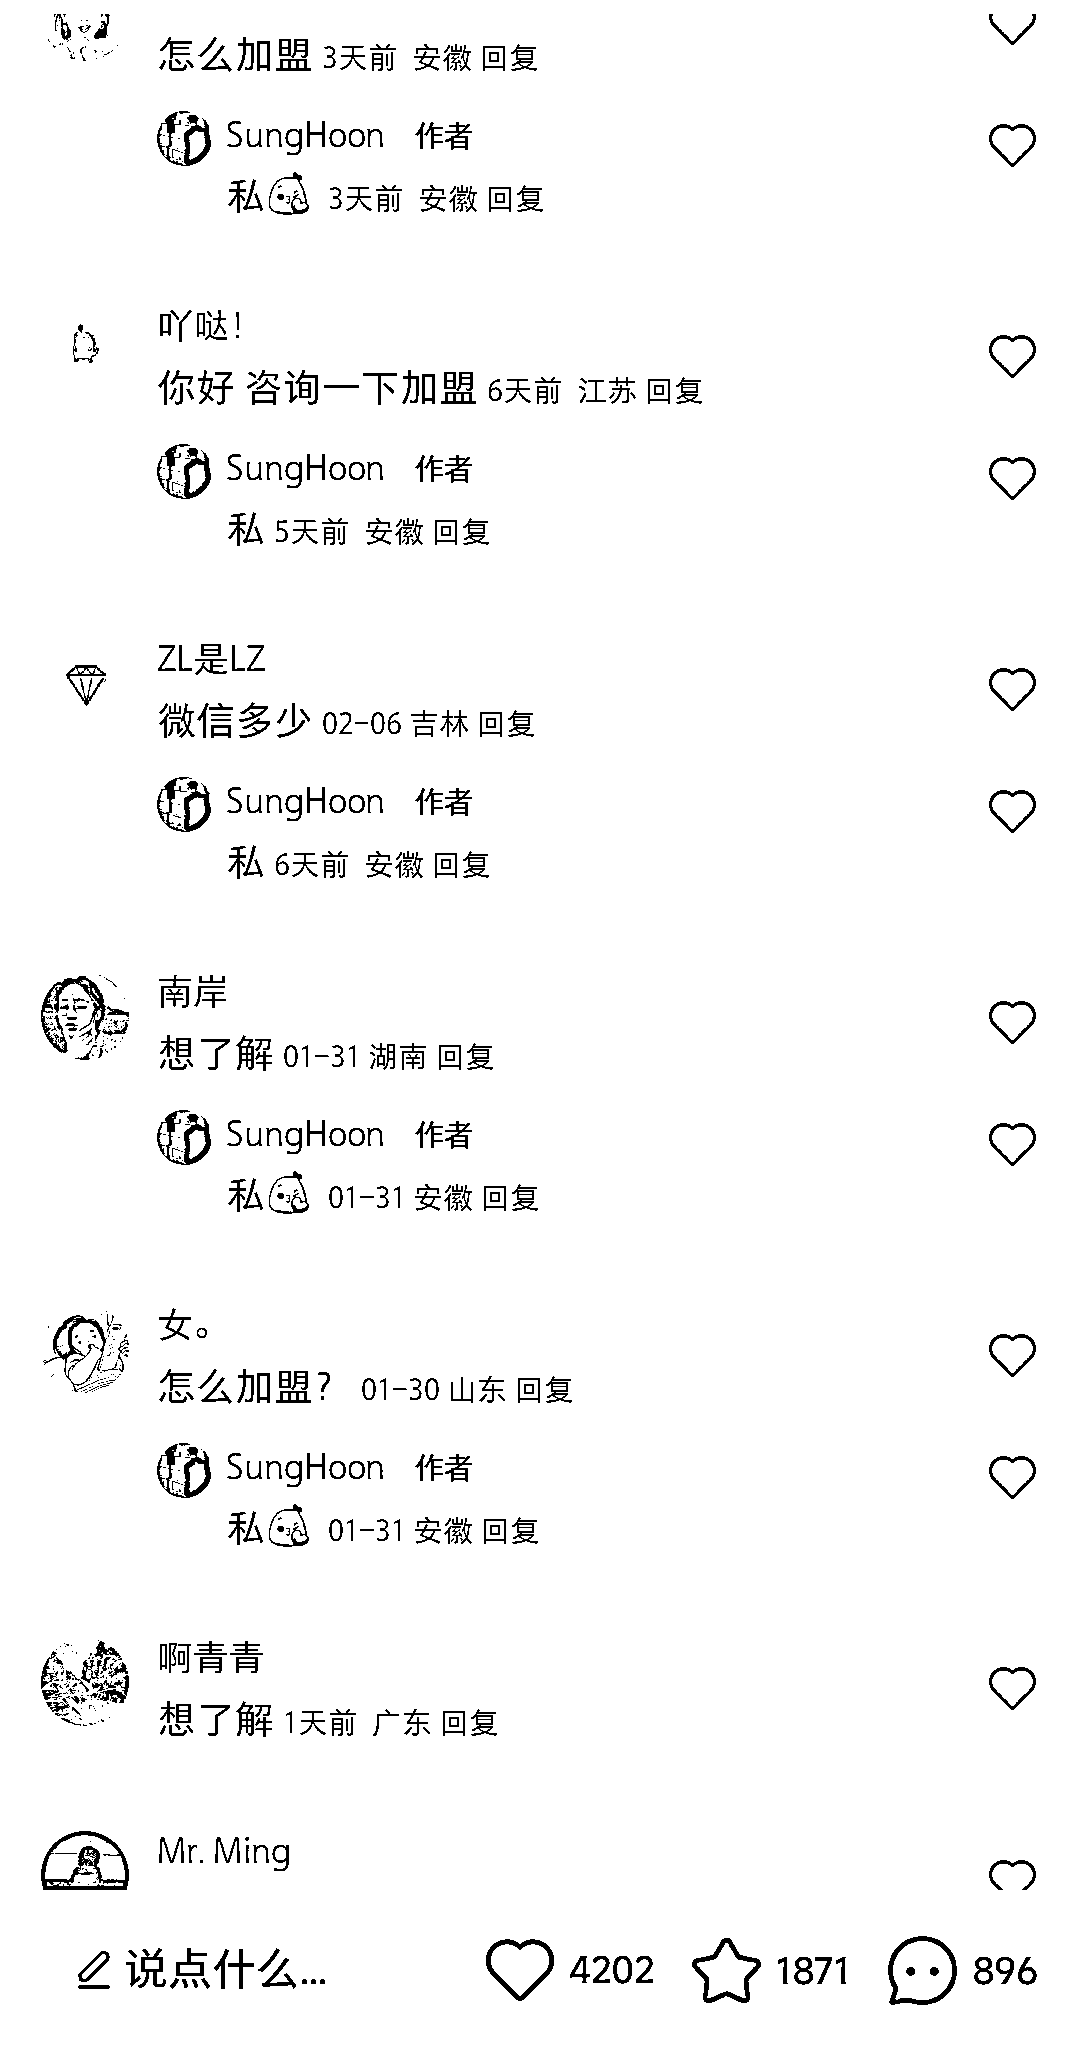 怎么加盟 3天前 安徽 回复
SungHoon 作者
私 3天前 安徽 回复
吖哒!
你好 咨询一下加盟 6天前 江苏 回复
SungHoon 作者
私 5天前 安徽 回复
ZL是LZ
微信多少 02-06 吉林 回复
SungHoon 作者
私 6天前 安徽 回复
南岸
想了解 01-31 湖南 回复
SungHoon 作者
私 01-31 安徽 回复
女。
怎么加盟? 01-30 山东 回复
SungHoon 作者
私 01-31 安徽 回复
啊青青
想了解 1天前 广东 回复
Mr. Ming
说点什么... 4202 1871 896